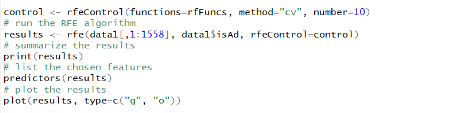 control <- rfeControl(functions=rfFuncs, method="cv", number=10)
# run the RFE algorithm
results <- rfe(data1[,1:1558], data1$isAd, rfeControl=control)
# summarize the results
print(results)
# list the chosen features
predictors(results)
# plot the results
plot(results, type=c("g", "o"))